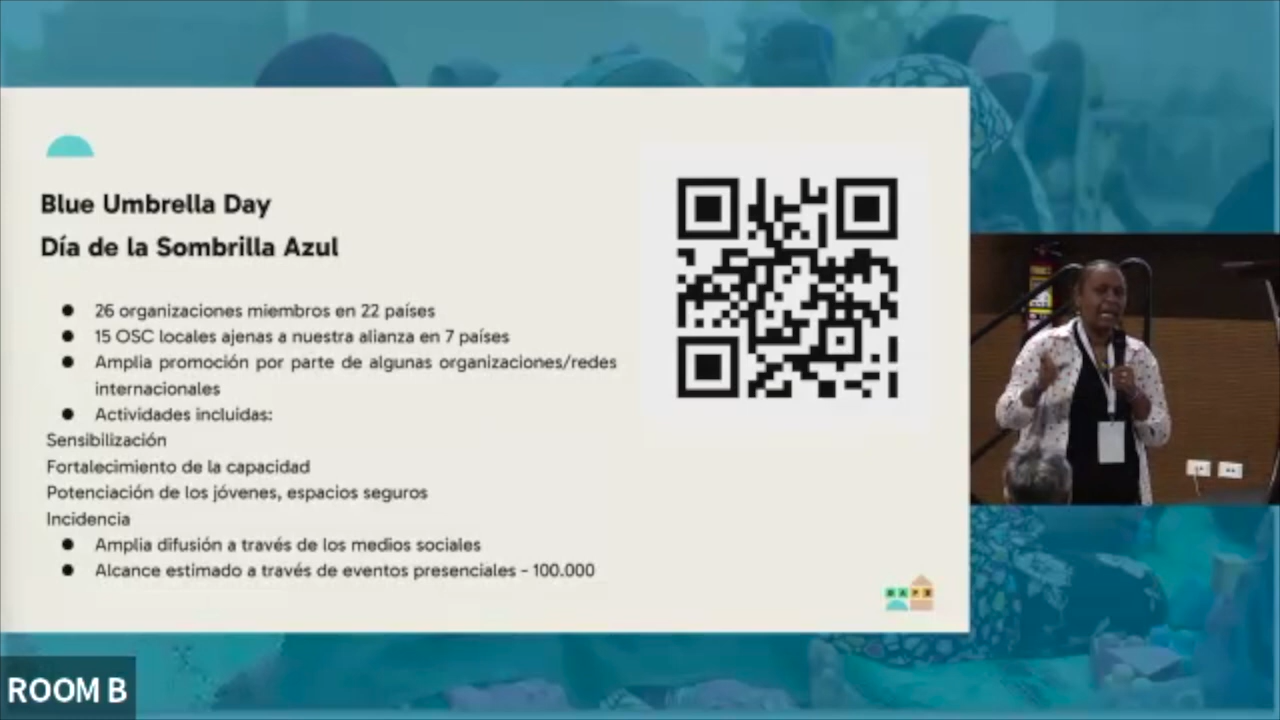 Blue Umbrella Day
Día de la Sombrilla Azul
● 26 organizaciones miembros en 22 países
● 15 OSC locales ajenas a nuestra alianza en 7 países
● Amplia promoción por parte de algunas organizaciones/redes
internacionales
● Actividades incluidas:
Sensibilización
Fortalecimiento de la capacidad
Potenciación de los jóvenes, espacios seguros
Incidencia
● Amplia difusión a través de los medios sociales
● Alcance estimado a través de eventos presenciales - 100.000
ROOM B